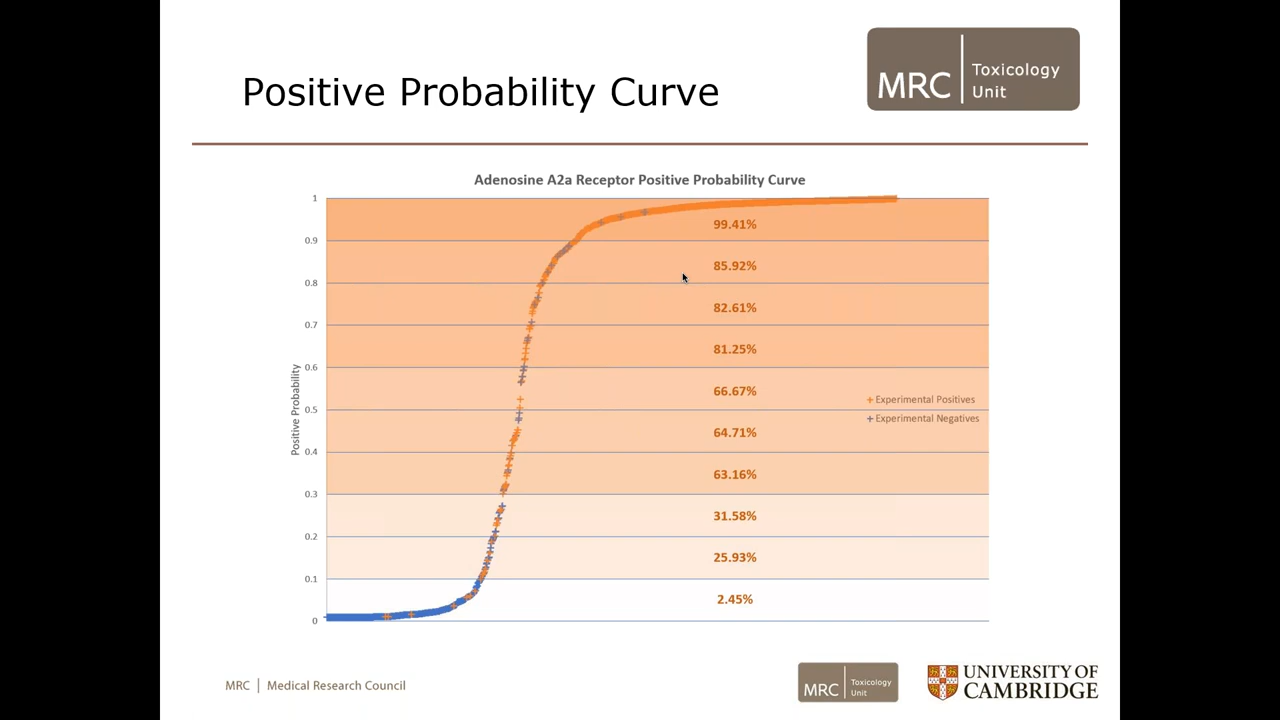 Positive Probability Curve
MRC Toxicology
Unit
Adenosine A2a Receptor Positive Probability Curve
1
99.41%
0.9
85.92%
0.8
82.61%
0.7
81.25%
0.6
66.67%
0.5
64.71%
0.4
63.16%
0.3
31.58%
0.2
25.93%
0.1
2.45%
0
Positive Probability
Experimental Positives
Experimental Negatives
MRC | Medical Research Council
MRC Toxicology
Unit
UNIVERSITY OF
CAMBRIDGE